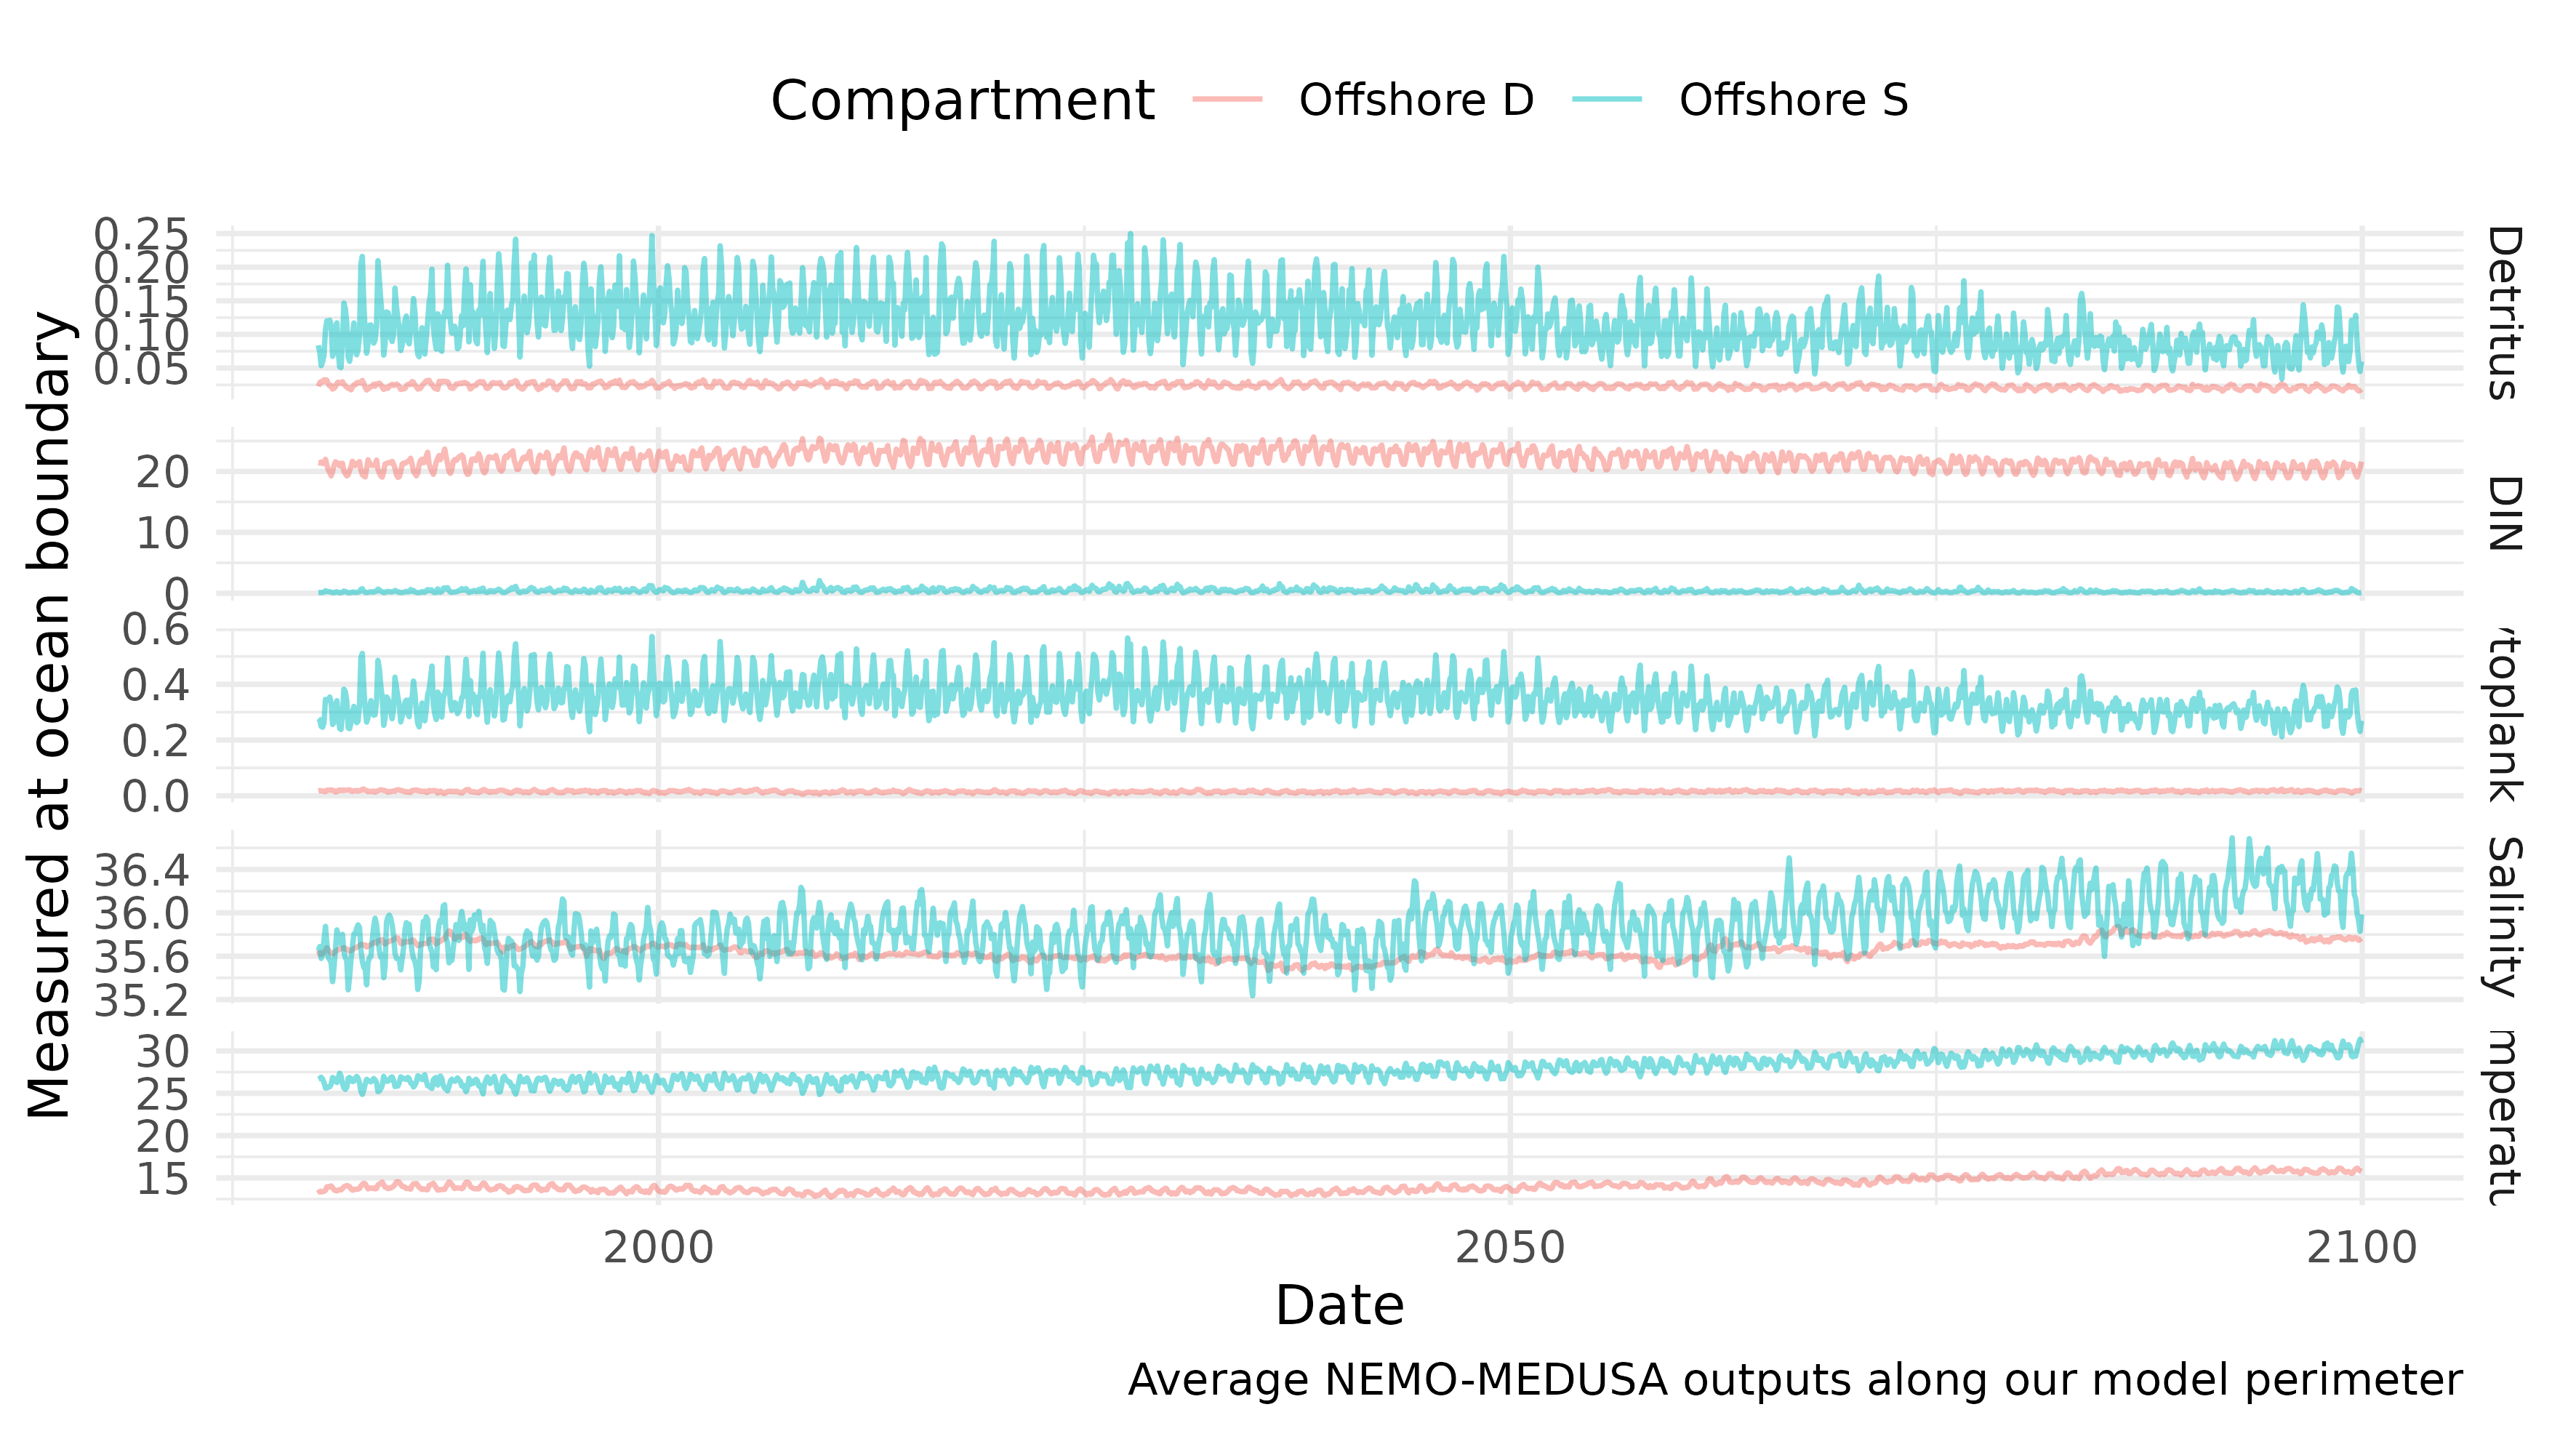 Compartment Offshore D Offshore S
Measured at ocean boundary
0.25
0.20
0.15
0.10
0.05
Detritus
20
10
0
DIN
0.6
0.4
0.2
0.0
toplank
36.4
36.0
35.6
35.2
Salinity
30
25
20
15
mperatu
2000 2050 2100
Date
Average NEMO-MEDUSA outputs along our model perimeter